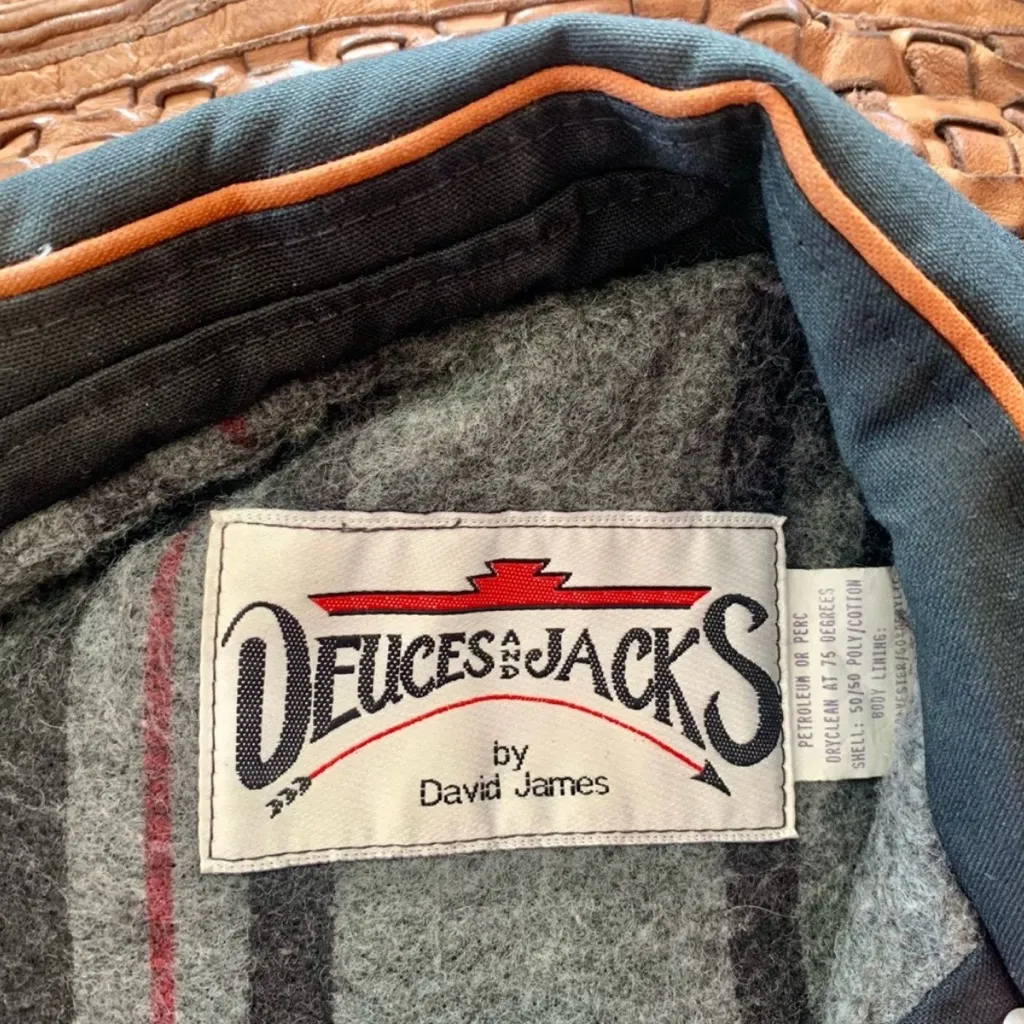 DEUCES AND JACKS
by
David James
PETROLEUM OR PERC
DRYCLEAN AT 75 DEGREES
SHELL: 50/50 POLY/COTTON
BODY LINING: